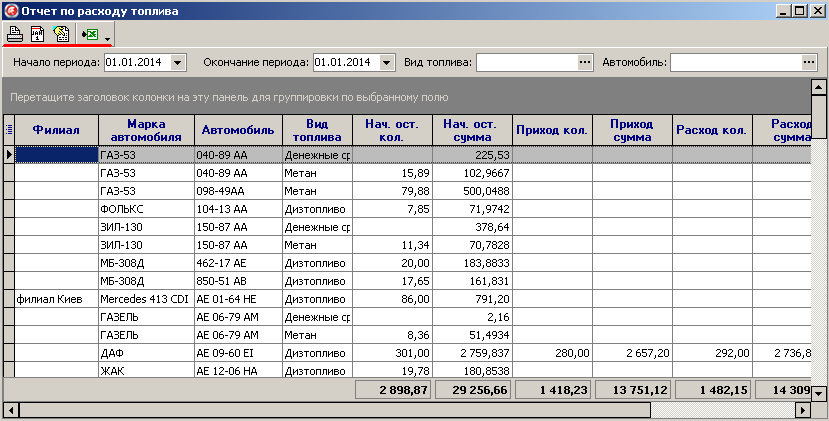 Отчет по расходу топлива
Начало периода: 01.01.2014 Окончание периода: 01.01.2014 Вид топлива: Автомобиль:
Перетащите заголовок колонки на эту панель для группировки по выбранному полю
Филиал Марка автомобиля Автомобиль Вид топлива Нач. ост. кол. Нач. ост. сумма Приход кол. Приход сумма Расход кол. Расход сумма
ГАЗ-53 040-89 АА Денежные ср 225,53
ГАЗ-53 040-89 АА Метан 15,89 102,9667
ГАЗ-53 098-49АА Метан 79,88 500,0488
ФОЛЬКС 104-13 АА Дизтопливо 7,85 71,9742
ЗИЛ-130 150-87 АА Денежные ср 378,64
ЗИЛ-130 150-87 АА Метан 11,34 70,7828
МБ-308Д 462-17 АЕ Дизтопливо 20,00 183,8833
МБ-308Д 850-51 АВ Дизтопливо 17,65 161,831
филиал Киев Mercedes 413 CDI АЕ 01-64 НЕ Дизтопливо 86,00 791,20
ГАЗЕЛЬ АЕ 06-79 АМ Денежные ср 2,16
ГАЗЕЛЬ АЕ 06-79 АМ Метан 8,36 51,4934
ДАФ АЕ 09-60 ЕІ Дизтопливо 301,00 2 759,837 280,00 2 657,20 292,00 2 736,8
ЖАК АЕ 12-06 НА Дизтопливо 19,78 180,8538
2 898,87 29 256,66 1 418,23 13 751,12 1 482,15 14 309